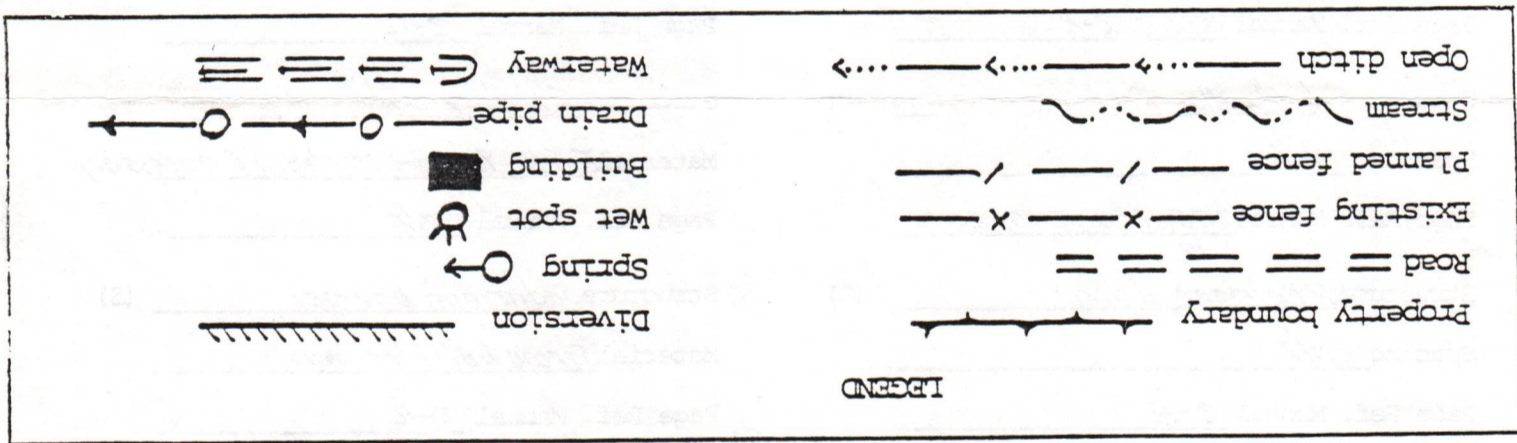 LEGEND
Property boundary
Road
Existing fence
Planned fence
Stream
Open ditch
Diversion
Spring
Wet spot
Building
Drain pipe
Waterway